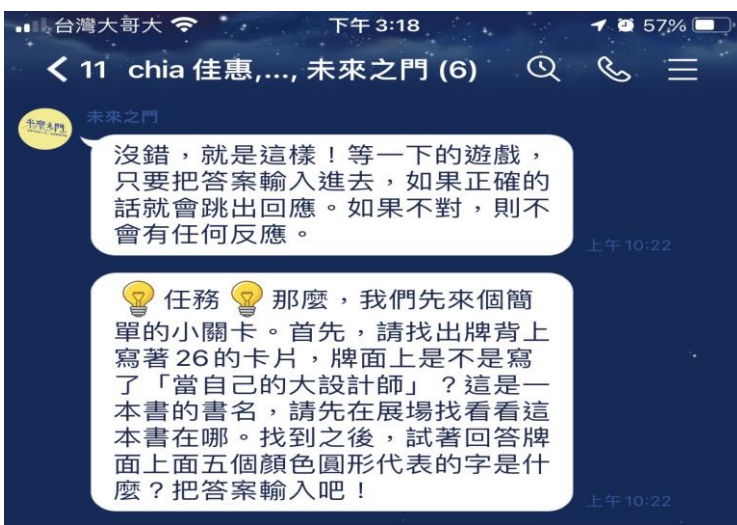 台灣大哥大 下午3:18 57%
11 chia 佳惠,..., 未來之門 (6)
未來之門
未來之門
沒錯，就是這樣！等一下的遊戲，
只要把答案輸入進去，如果正確的
話就會跳出回應。如果不對，則不
會有任何反應。
上午10:22
任務 那麼，我們先來個簡
單的小關卡。首先，請找出牌背上
寫著26的卡片，牌面上是不是寫
了「當自己的大設計師」？這是一
本書的書名，請先在展場找看看這
本書在哪。找到之後，試著回答牌
面上面五個顏色圓形代表的字是什
麼？把答案輸入吧！
上午10:22